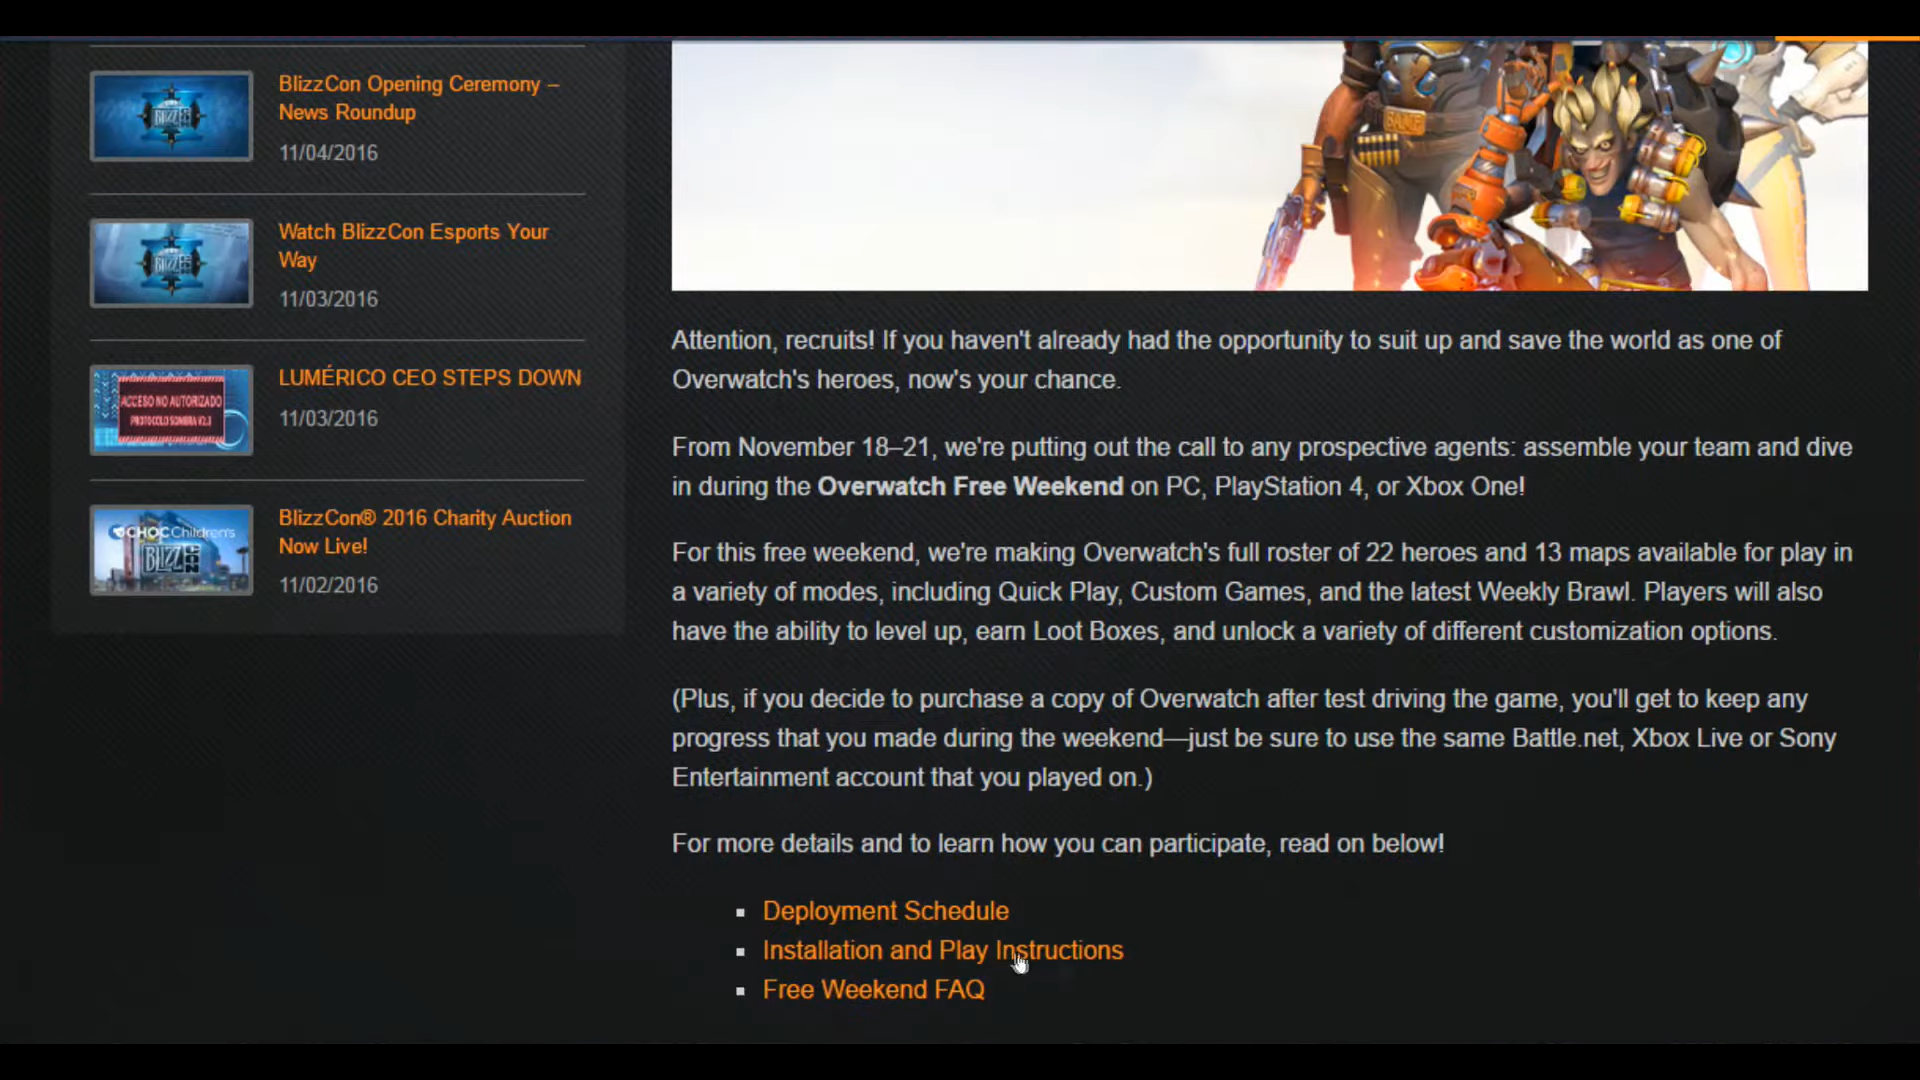 BlizzCon Opening Ceremony –
News Roundup
11/04/2016
Watch BlizzCon Esports Your
Way
11/03/2016
ACCESO NO AUTORIZADO
PROTOCOLO SOMBRA V1.3
LUMÉRICO CEO STEPS DOWN
11/03/2016
CHOC Children's
BLIZZCON
BlizzCon® 2016 Charity Auction
Now Live!
11/02/2016
Attention, recruits! If you haven't already had the opportunity to suit up and save the world as one of
Overwatch's heroes, now's your chance.
From November 18–21, we're putting out the call to any prospective agents: assemble your team and dive
in during the Overwatch Free Weekend on PC, PlayStation 4, or Xbox One!
For this free weekend, we're making Overwatch's full roster of 22 heroes and 13 maps available for play in
a variety of modes, including Quick Play, Custom Games, and the latest Weekly Brawl. Players will also
have the ability to level up, earn Loot Boxes, and unlock a variety of different customization options.
(Plus, if you decide to purchase a copy of Overwatch after test driving the game, you'll get to keep any
progress that you made during the weekend—just be sure to use the same Battle.net, Xbox Live or Sony
Entertainment account that you played on.)
For more details and to learn how you can participate, read on below!
Deployment Schedule
Installation and Play Instructions
Free Weekend FAQ